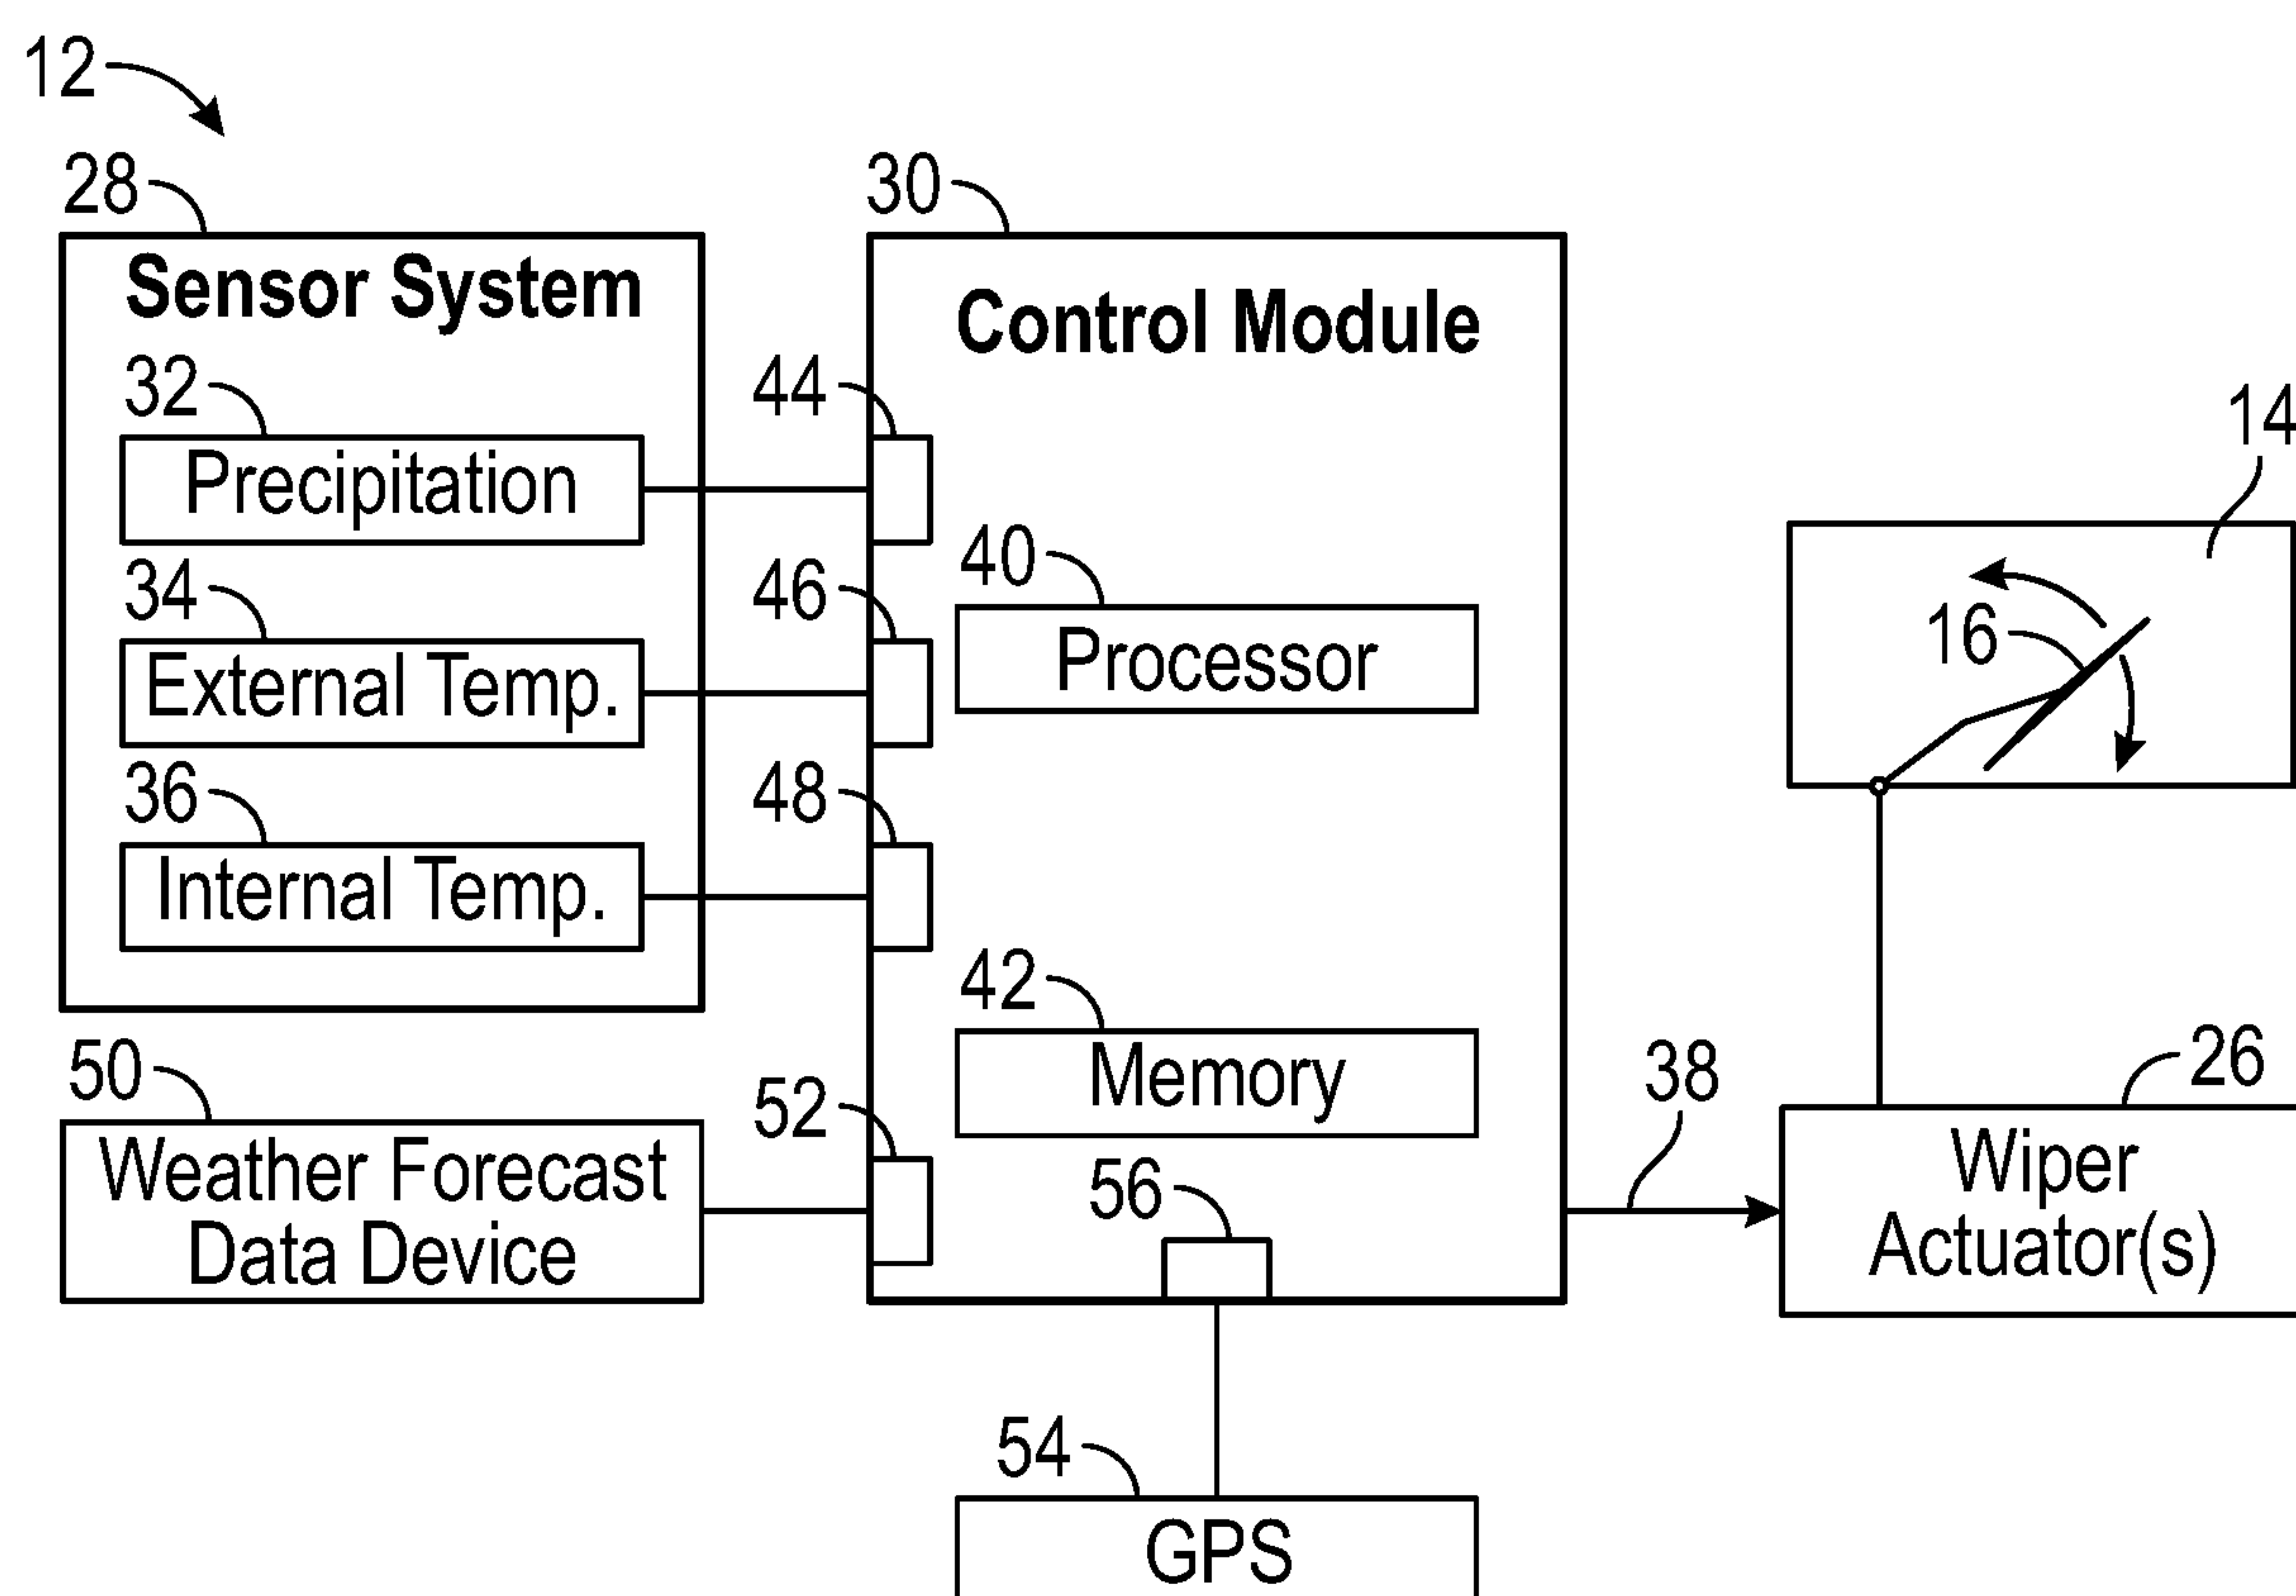 12
28
Sensor System
32
Precipitation
34
External Temp.
36
Internal Temp.
50
Weather Forecast
Data Device
30
Control Module
44
46
48
52
40
Processor
42
Memory
56
54
GPS
38
14
16
26
Wiper
Actuator(s)